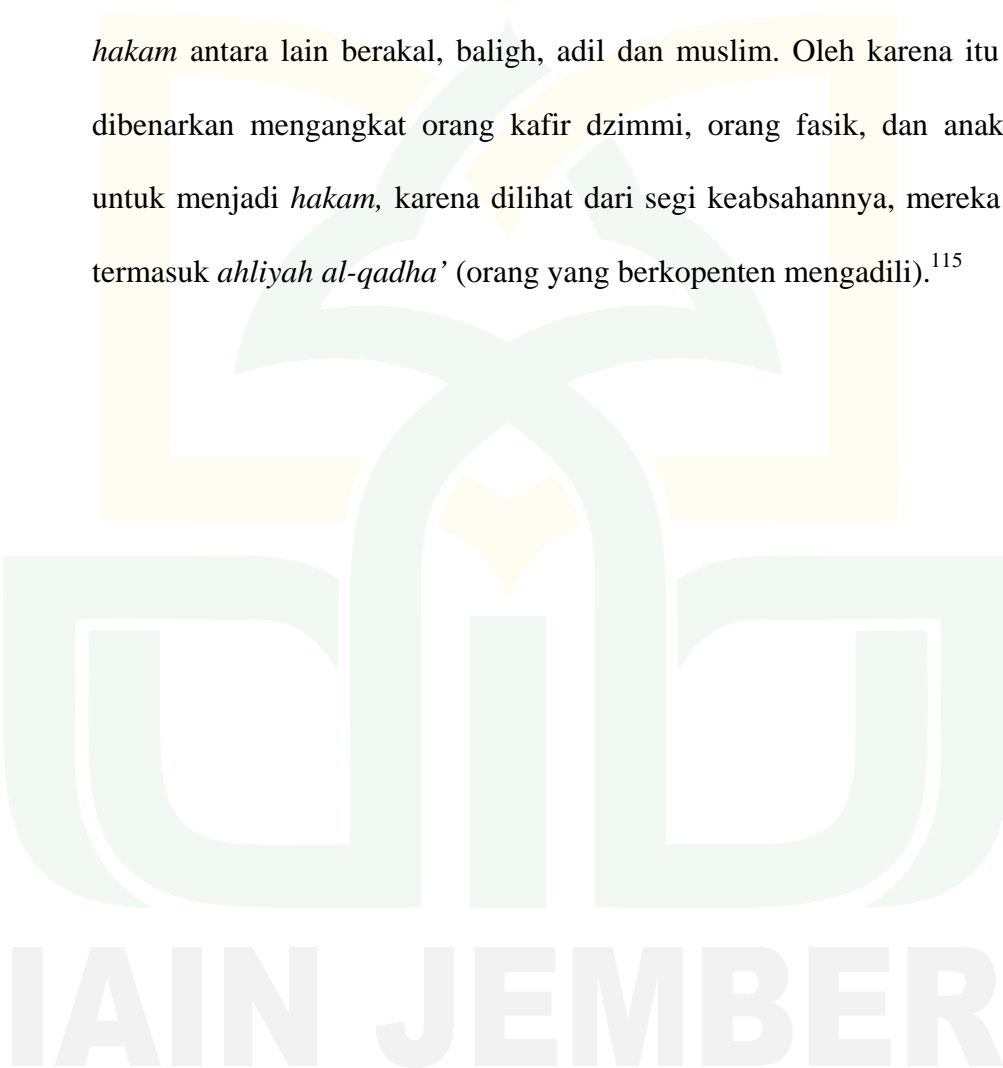 hakam antara lain berakal, baligh, adil dan muslim. Oleh karena itu
dibenarkan mengangkat orang kafir dzimmi, orang fasik, dan anak
untuk menjadi hakam, karena dilihat dari segi keabsahannya, mereka
termasuk ahliyah al-qadha’ (orang yang berkopenten mengadili).115
IAIN JEMBER